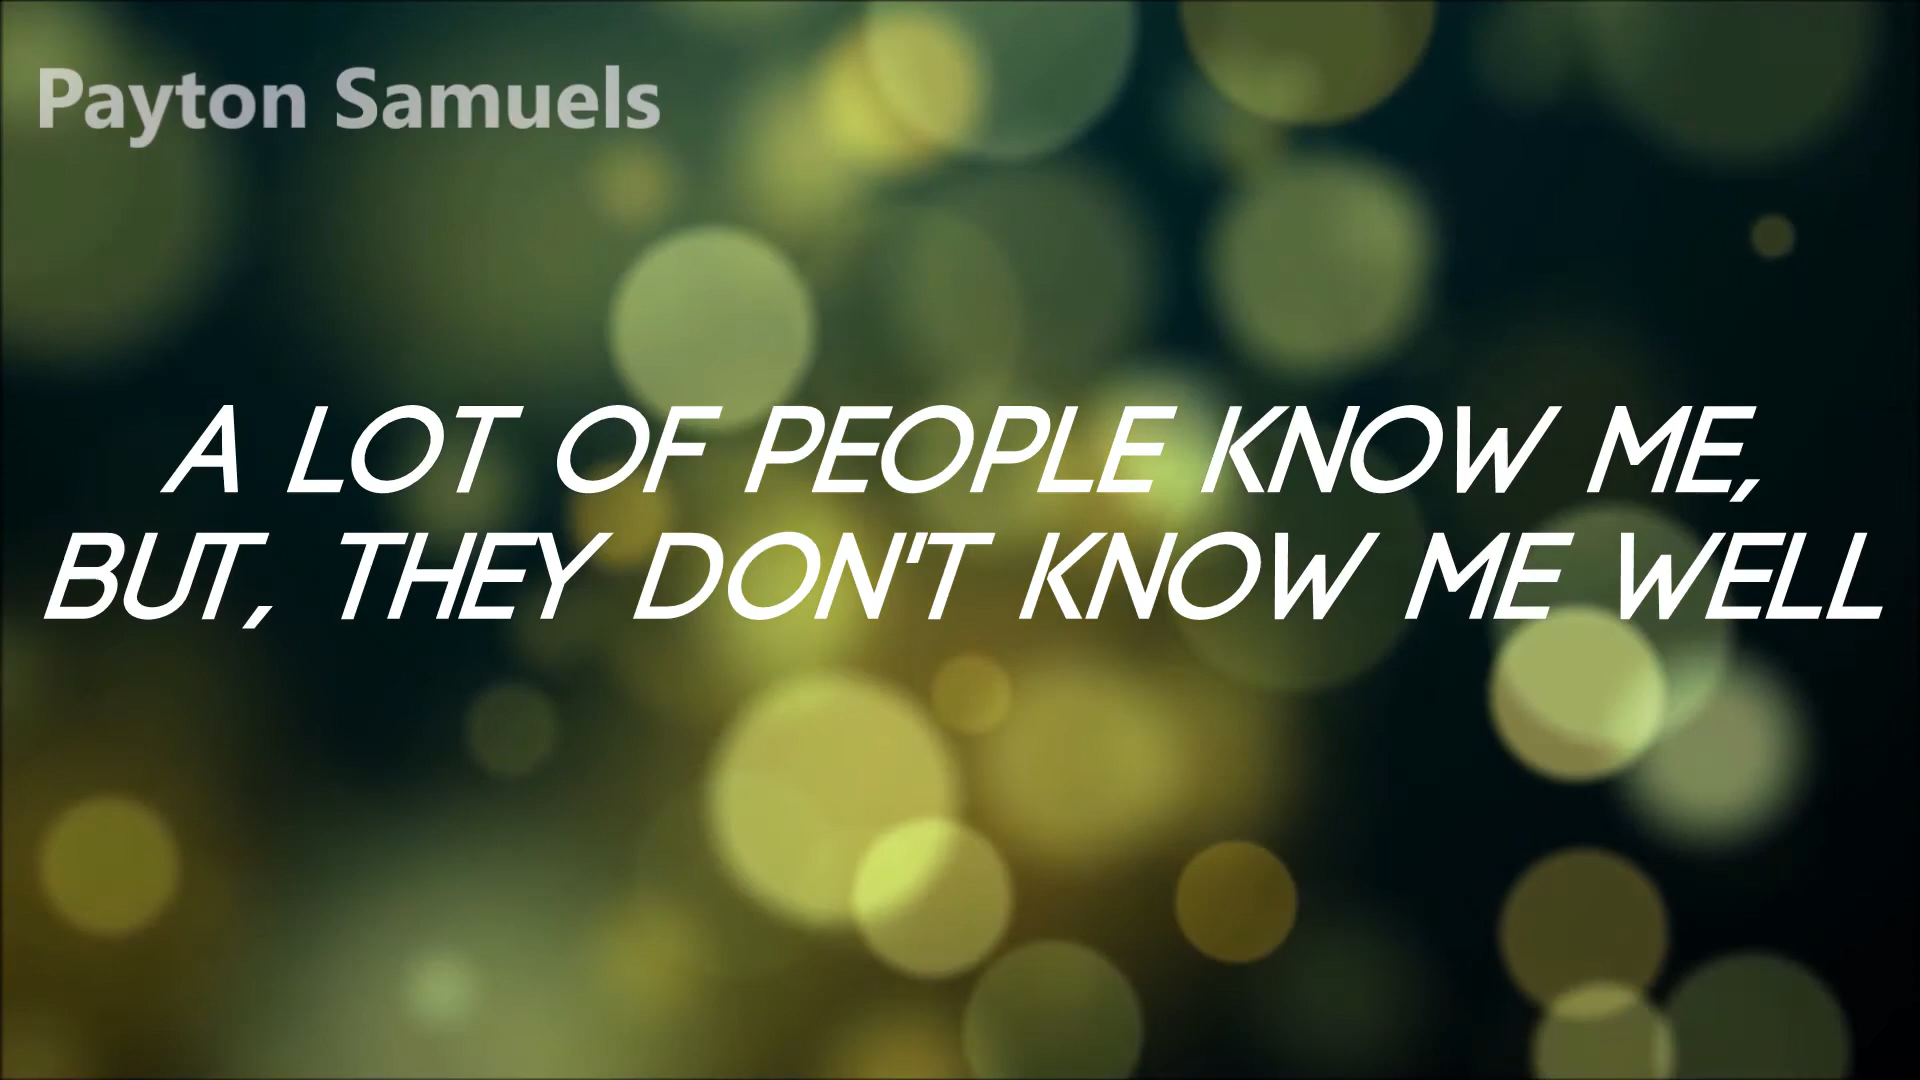 Payton Samuels
A LOT OF PEOPLE KNOW ME,
BUT, THEY DON'T KNOW ME WELL